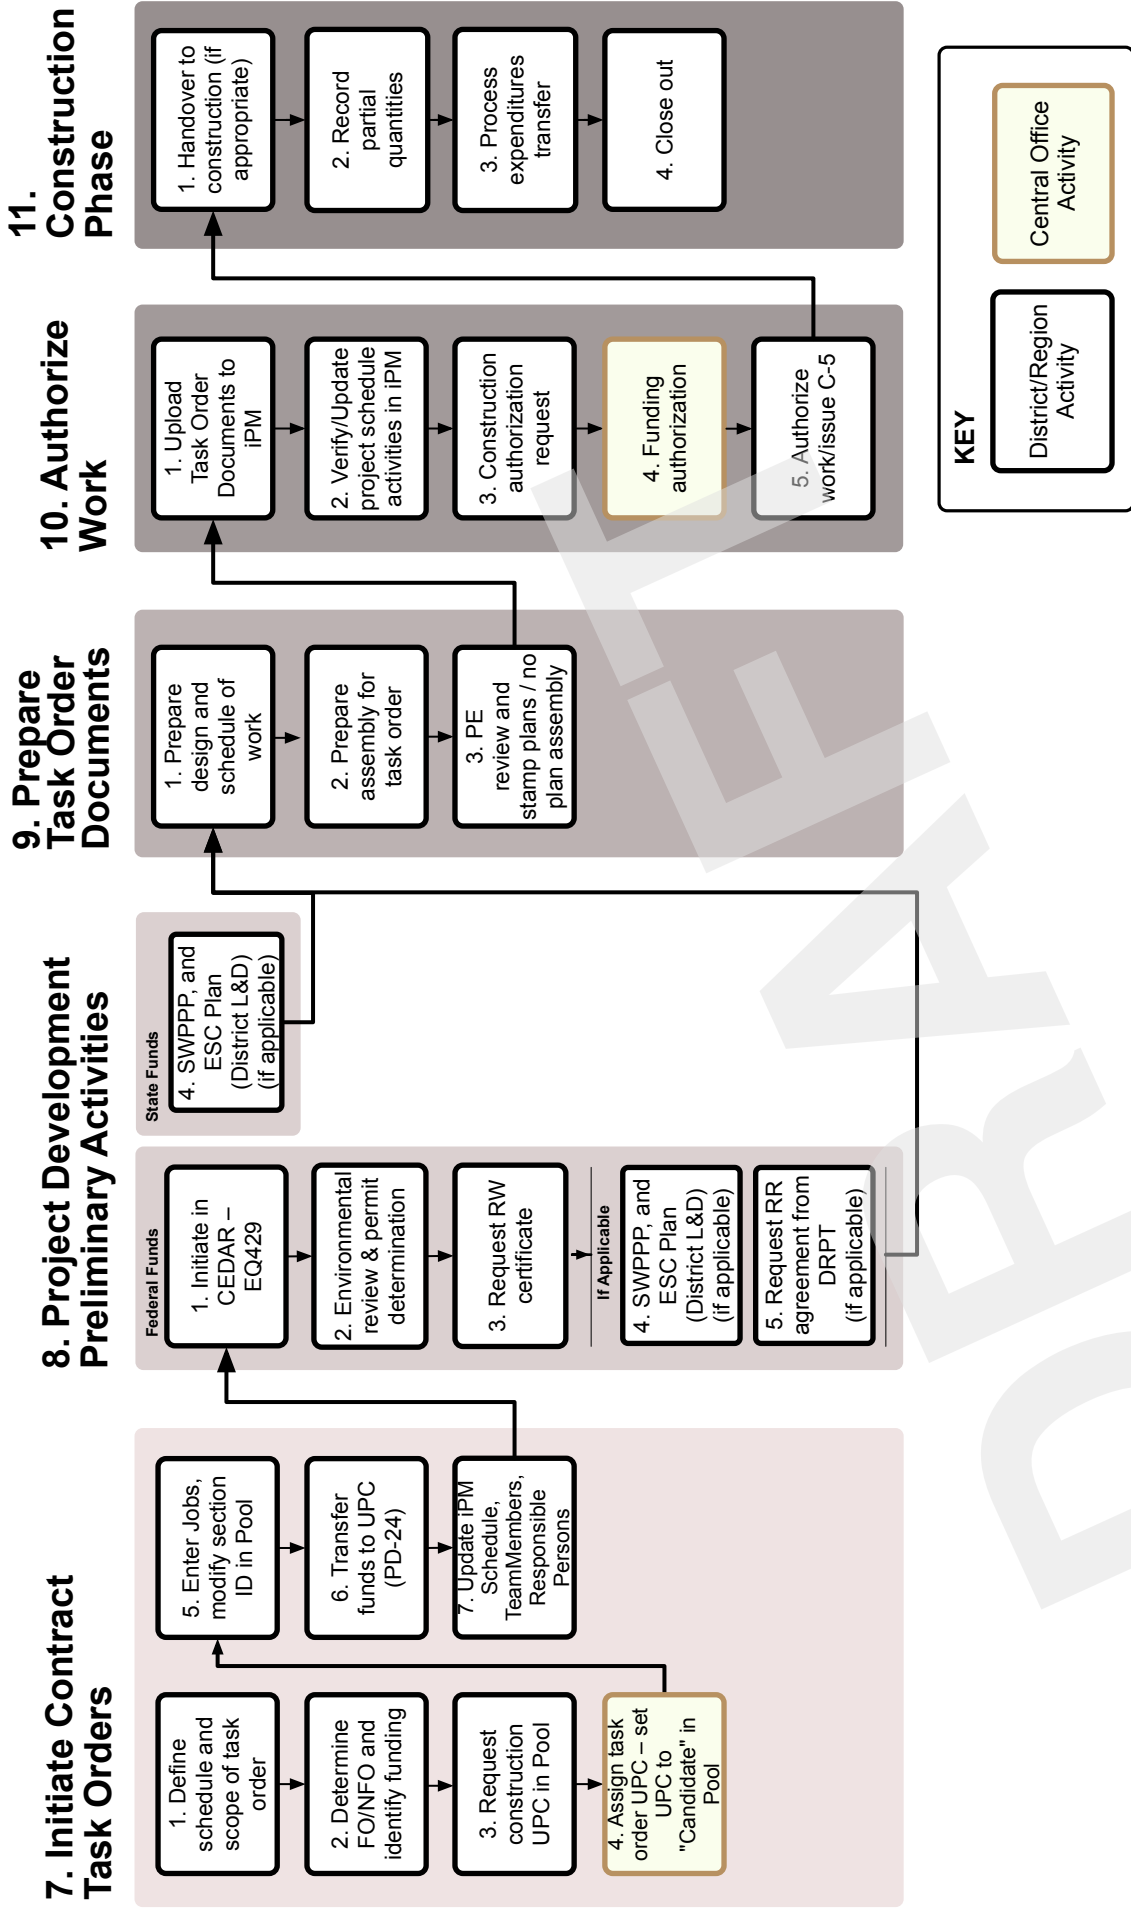 7. Initiate Contract
Task Orders
1. Define
schedule and
scope of task
order
2. Determine
FO/NFO and
identify funding
3. Request
construction
UPC in Pool
4. Assign task
order UPC – set
UPC to
"Candidate" in
Pool
5. Enter Jobs,
modify section
ID in Pool
6. Transfer
funds to UPC
(PD-24)
7. Update iPM
Schedule,
TeamMembers,
Responsible
Persons
8. Project Development
Preliminary Activities
Federal Funds
1. Initiate in
CEDAR –
EQ429
2. Environmental
review & permit
determination
3. Request RW
certificate
If Applicable
4. SWPPP, and
ESC Plan
(District L&D)
(if applicable)
5. Request RR
agreement from
DRPT
(if applicable)
State Funds
4. SWPPP, and
ESC Plan
(District L&D)
(if applicable)
9. Prepare
Task Order
Documents
1. Prepare
design and
schedule of
work
2. Prepare
assembly for
task order
3. PE
review and
stamp plans / no
plan assembly
10. Authorize
Work
1. Upload
Task Order
Documents to
iPM
2. Verify/Update
project schedule
activities in iPM
3. Construction
authorization
request
4. Funding
authorization
5. Authorize
work/issue C-5
11.
Construction
Phase
1. Handover to
construction (if
appropriate)
2. Record
partial
quantities
3. Process
expenditures
transfer
4. Close out
KEY
District/Region
Activity
Central Office
Activity
DRAFT